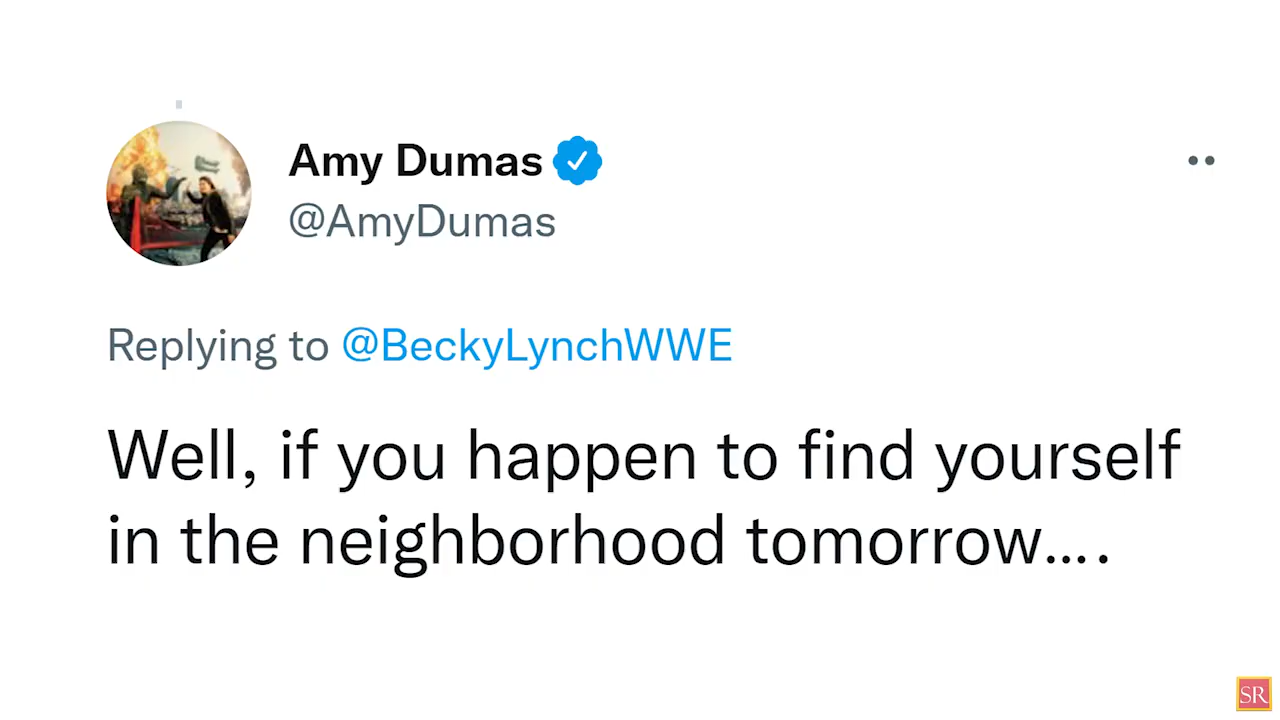 Amy Dumas
@AmyDumas
Replying to @BeckyLynchWWE
Well, if you happen to find yourself
in the neighborhood tomorrow....
SR